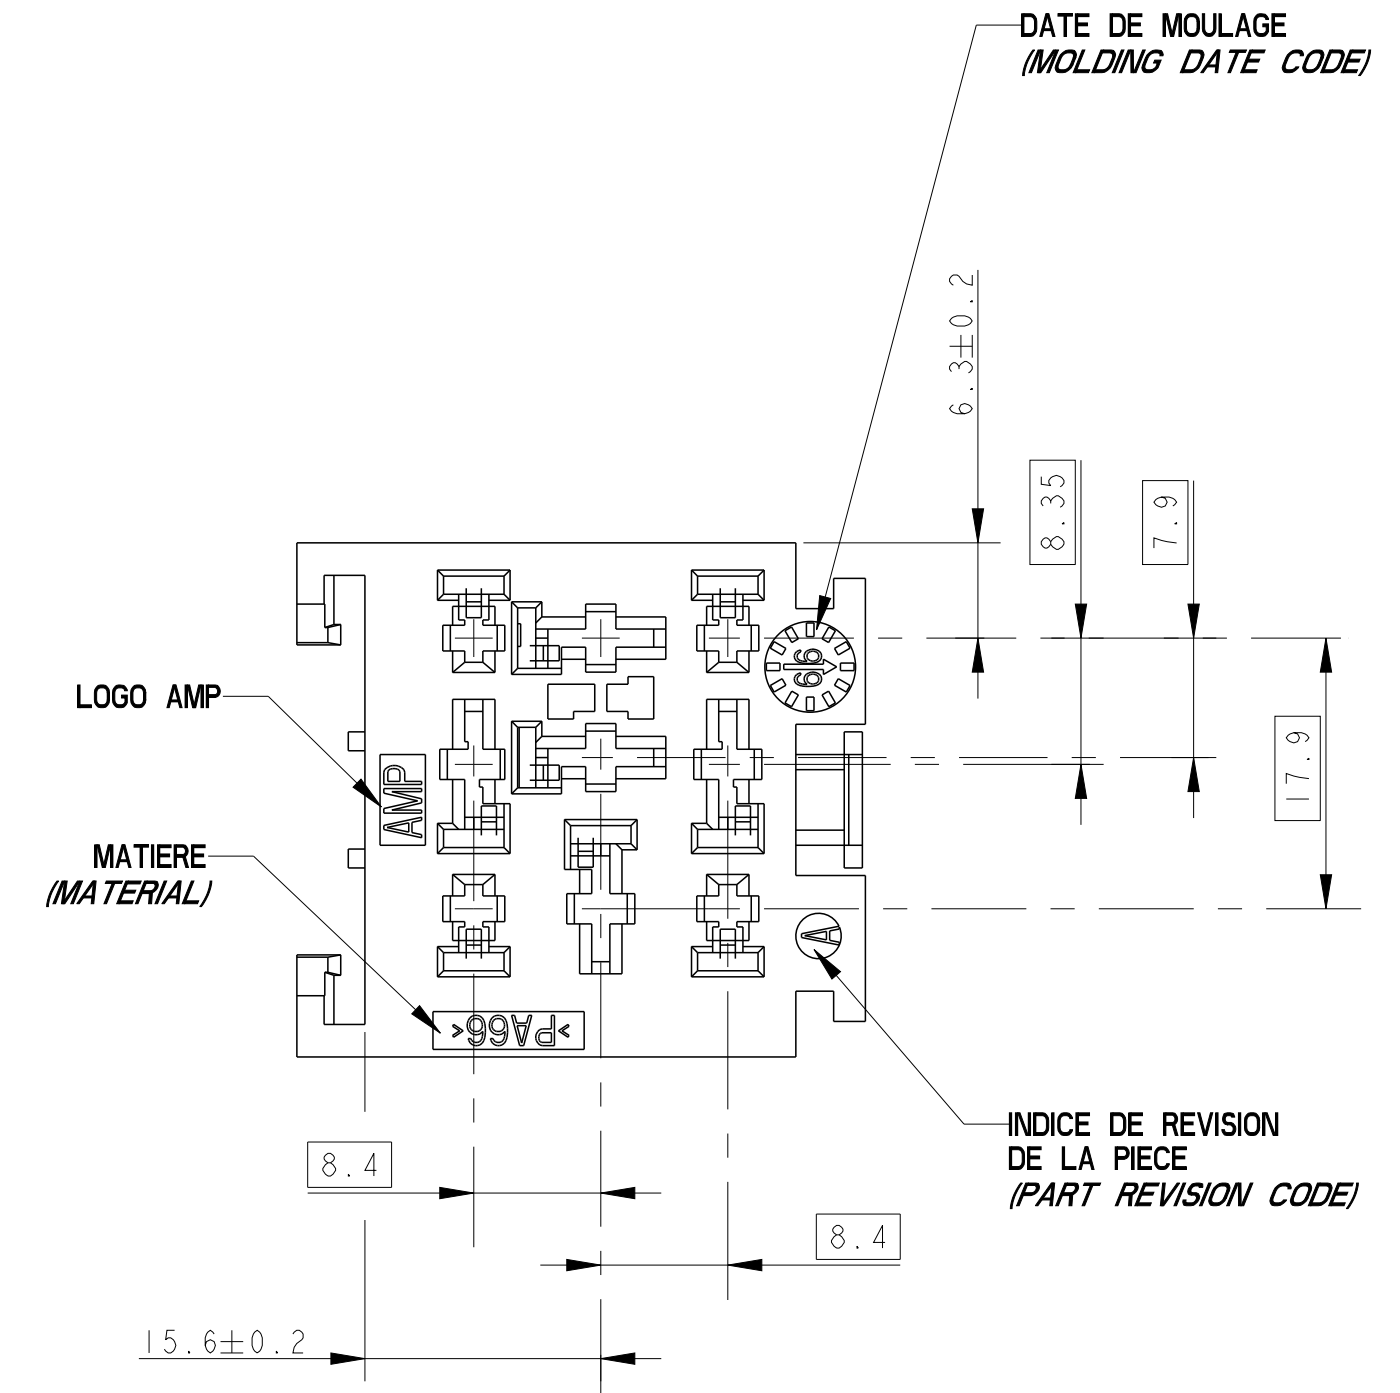 DATE DE MOULAGE
(MOLDING DATE CODE)
6.3±0.2
8.35
7.9
17.9
96
LOGO AMP
AMP
MATIERE
(MATERIAL)
A
>PA66<
INDICE DE REVISION
DE LA PIECE
(PART REVISION CODE)
8.4
8.4
15.6±0.2